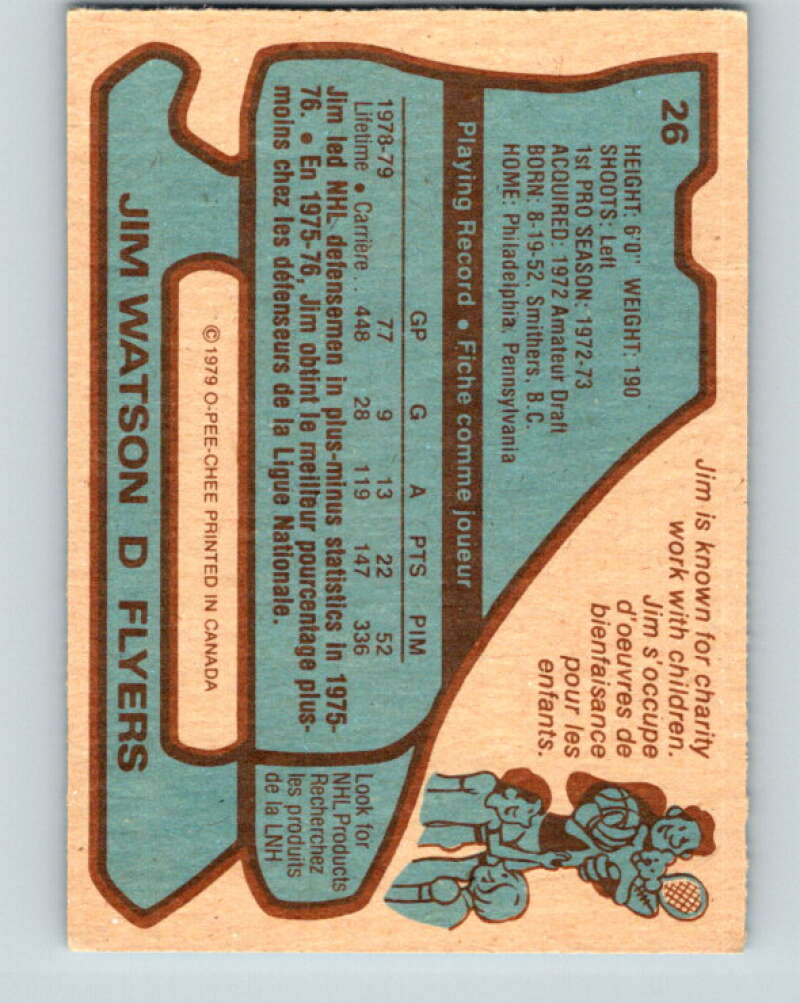 26
HEIGHT: 6'0" WEIGHT: 190
SHOOTS: Left
1st PRO SEASON: 1972-73
ACQUIRED: 1972 Amateur Draft
BORN: 8-19-52, Smithers, B.C.
HOME: Philadelphia, Pennsylvania
Jim is known for charity
work with children.
Jim s'occupe
d'oeuvres de
bienfaisance
pour les
enfants.
Playing Record • Fiche comme joueur
GP G A PTS PIM
1978-79 77 9 13 22 52
Lifetime • Carrière . . 448 28 119 147 336
Jim led NHL defensemen in plus-minus statistics in 1975-
76. • En 1975-76, Jim obtint le meilleur pourcentage plus-
moins chez les défenseurs de la Ligue Nationale.
Look for
NHL Products
Recherchez
les produits
de la LNH
© 1979 O-PEE-CHEE PRINTED IN CANADA
JIM WATSON D FLYERS